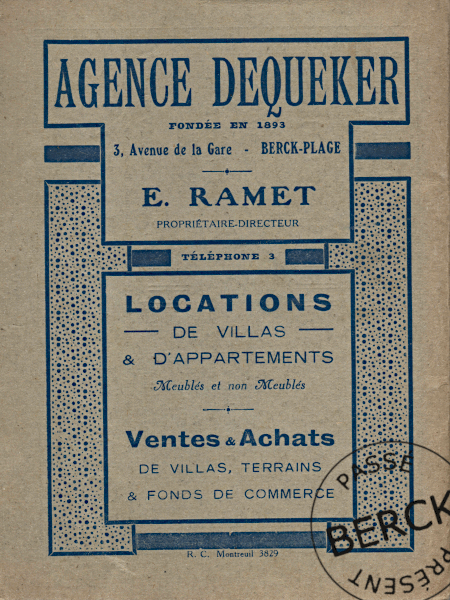 AGENCE DEQUEKER
FONDÉE EN 1893
3, Avenue de la Gare - BERCK-PLAGE
E. RAMET
PROPRIÉTAIRE-DIRECTEUR
TÉLÉPHONE 3
LOCATIONS
DE VILLAS
& D'APPARTEMENTS
Meublés et non Meublés
Ventes & Achats
DE VILLAS, TERRAINS
& FONDS DE COMMERCE
R. C. Montreuil 3829
PASSE
BERCK
PRÉSENT